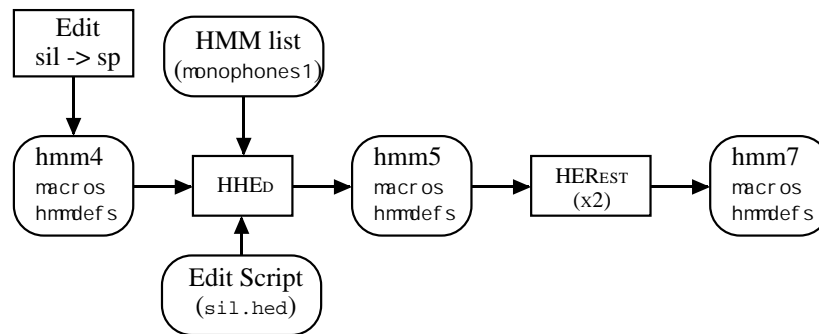 Edit
sil -> sp
HMM list
(monophones1)
hmm4
macros
hmmdefs
HHED
hmm5
macros
hmmdefs
HEREST
(x2)
hmm7
macros
hmmdefs
Edit Script
(sil.hed)